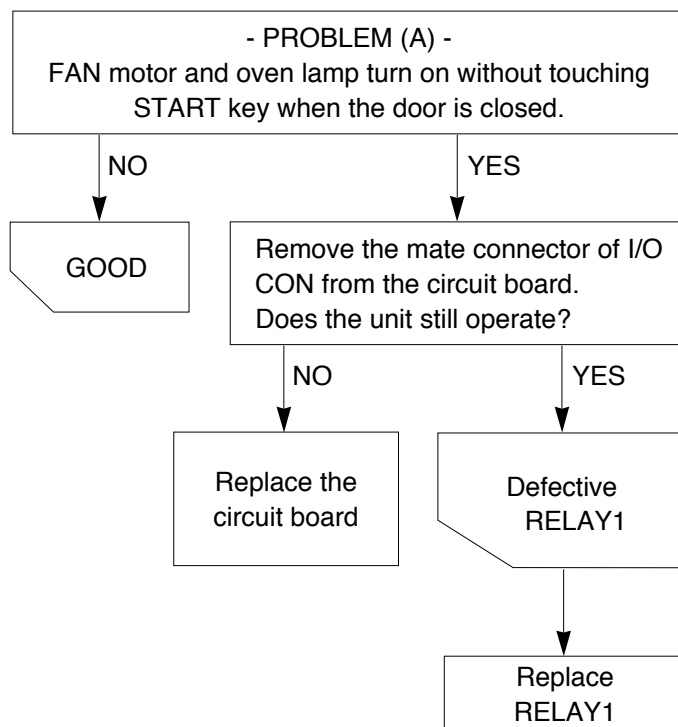 - PROBLEM (A) -
FAN motor and oven lamp turn on without touching
START key when the door is closed.
NO
YES
GOOD
Remove the mate connector of I/O
CON from the circuit board.
Does the unit still operate?
NO
YES
Replace the
circuit board
Defective
RELAY1
Replace
RELAY1